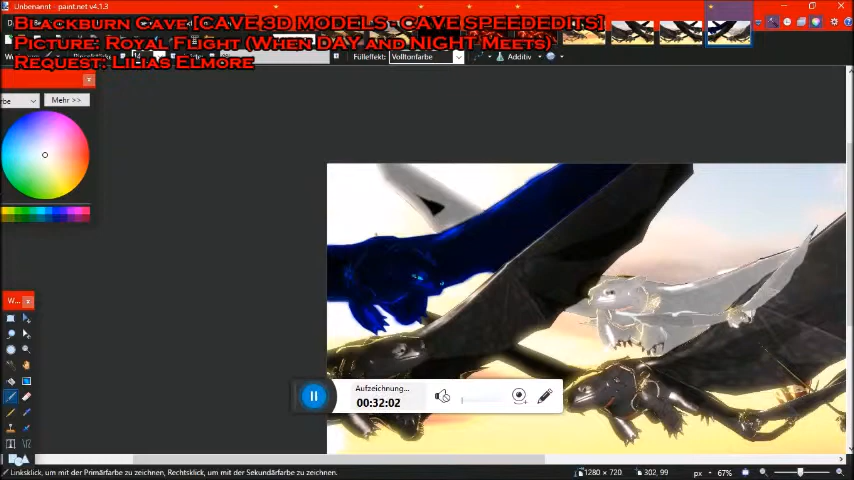 Unbenannt - paint.net v4.1.3
Blackburn Cave [CAVE 3D MODELS - CAVE SPEEDEDITS]
Picture: Royal Flight (When DAY and NIGHT Meets)
Request: Lilias Elmore
Fülleffekt: Volltonfarbe
Additiv
Mehr >>
W...
Aufzeichnung...
00:32:02
Linksklick, um mit der Primärfarbe zu zeichnen, Rechtsklick, um mit der Sekundärfarbe zu zeichnen.
1280 × 720
302, 99
px
67%